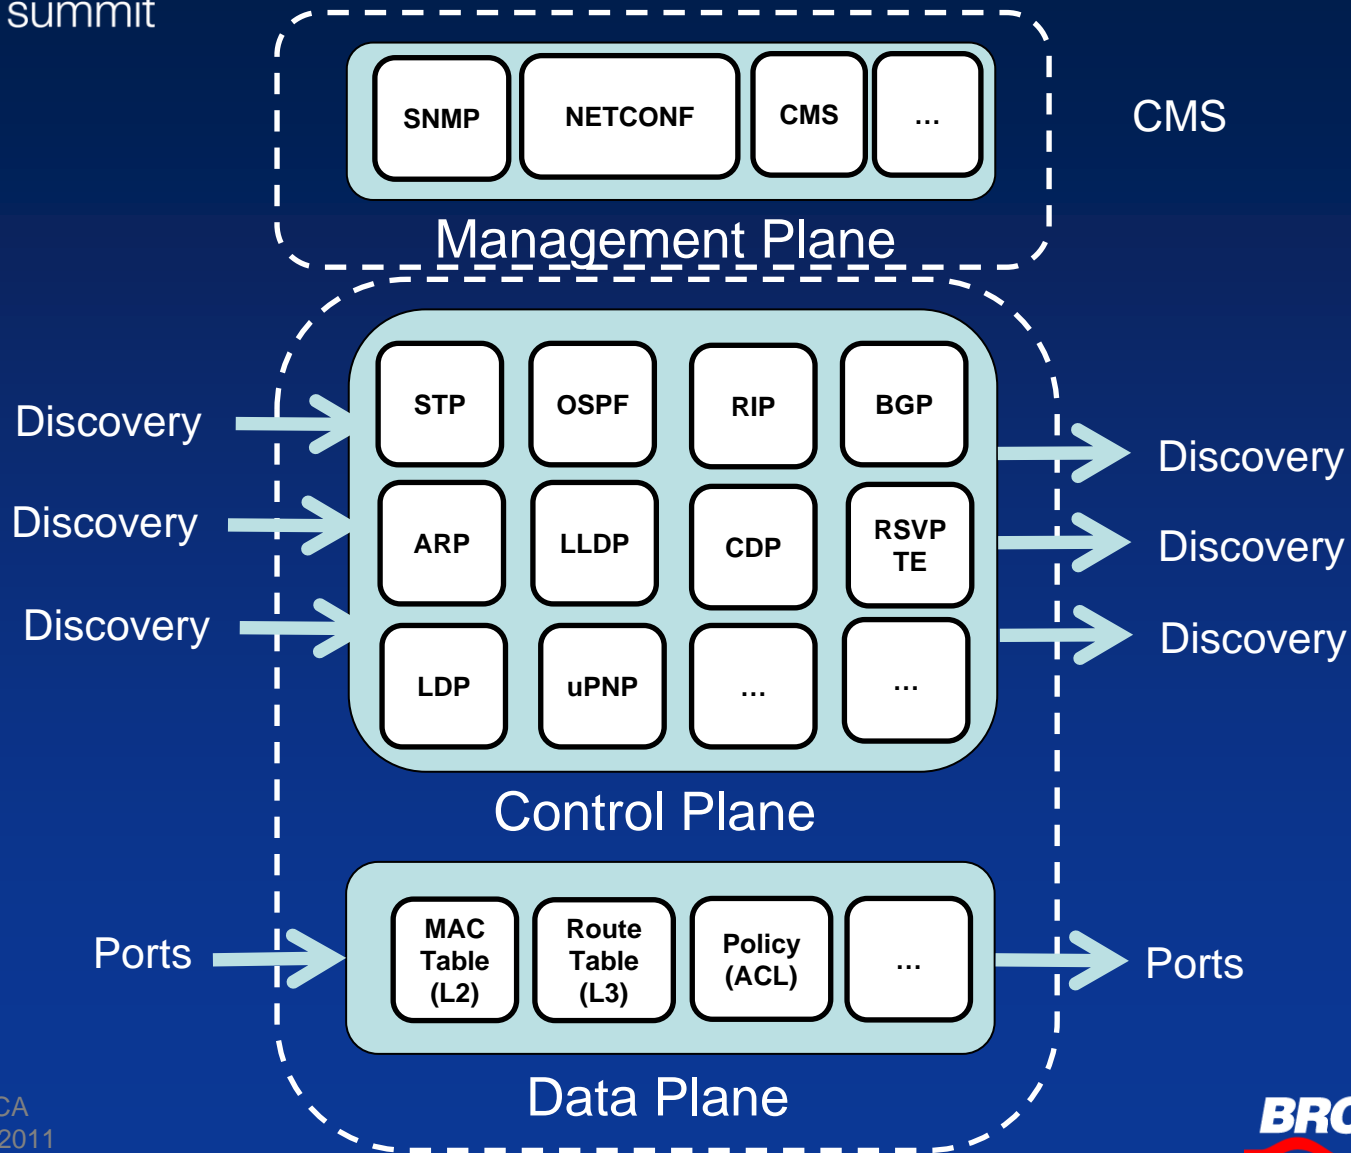 summit
SNMP
NETCONF
CMS
...
CMS
Management Plane
STP
OSPF
RIP
BGP
Discovery
Discovery
ARP
LLDP
CDP
RSVP
TE
Discovery
Discovery
Discovery
Discovery
LDP
uPNP
...
...
Control Plane
MAC
Table
(L2)
Route
Table
(L3)
Policy
(ACL)
...
Ports
Ports
Data Plane
CA
2011
BRO